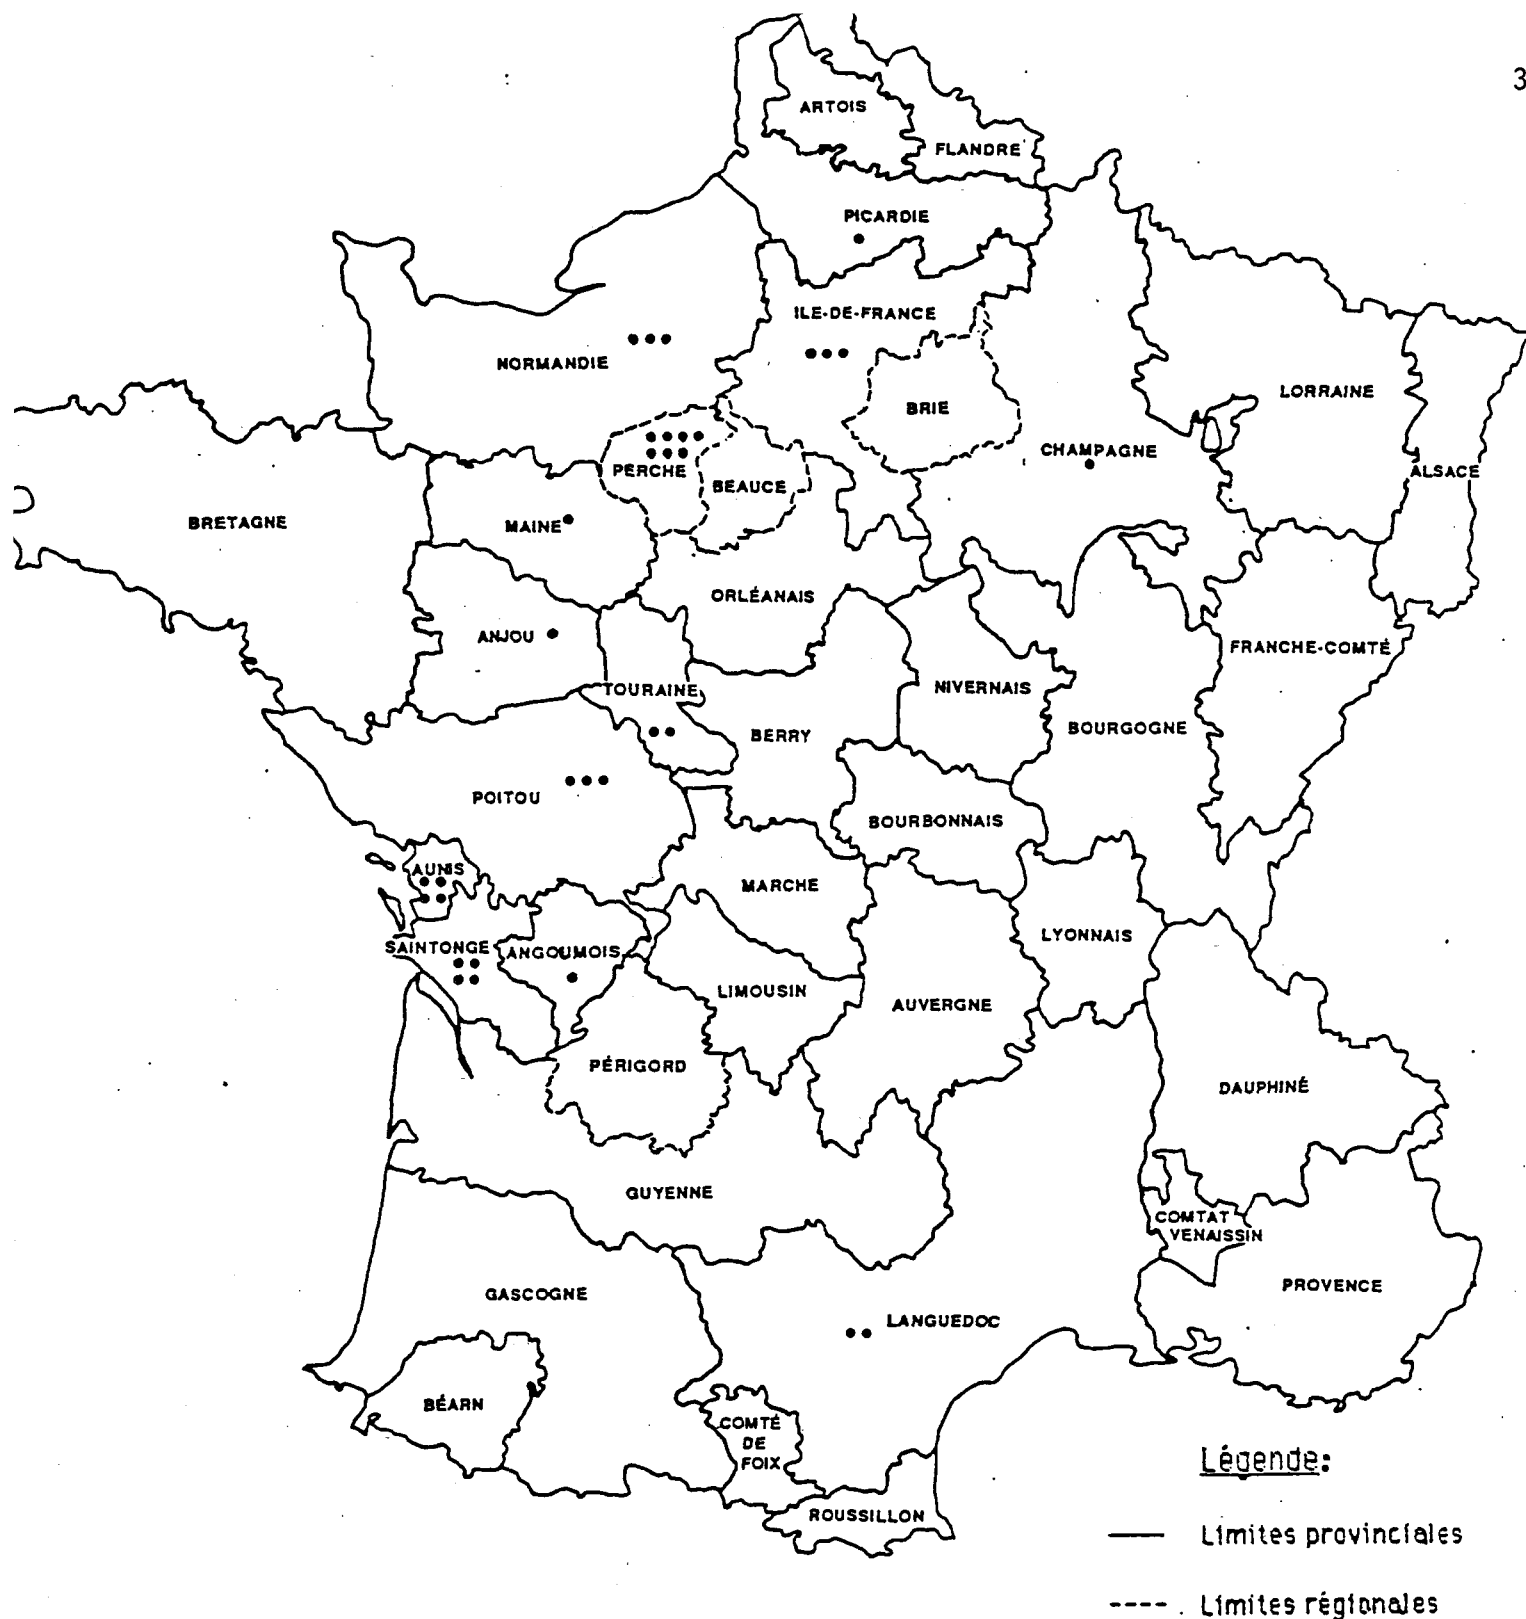 3
ARTOIS
FLANDRE
PICARDIE
ILE-DE-FRANCE
NORMANDIE
LORRAINE
BRIE
CHAMPAGNE
PERCHE
ALSACE
BEAUCE
BRETAGNE
MAINE
ORLÉANAIS
ANJOU
FRANCHE-COMTÉ
TOURAINE
NIVERNAIS
BOURGOGNE
BERRY
POITOU
BOURBONNAIS
AUNIS
MARCHE
LYONNAIS
SAINTONGE
ANGOUMOIS
LIMOUSIN
AUVERGNE
PÉRIGORD
DAUPHINÉ
GUYENNE
COMTAT
VENAISSIN
PROVENCE
GASCOGNE
LANGUEDOC
BÉARN
COMTÉ
DE
FOIX
ROUSSILLON
Légende:
Limites provinciales
Limites régionales